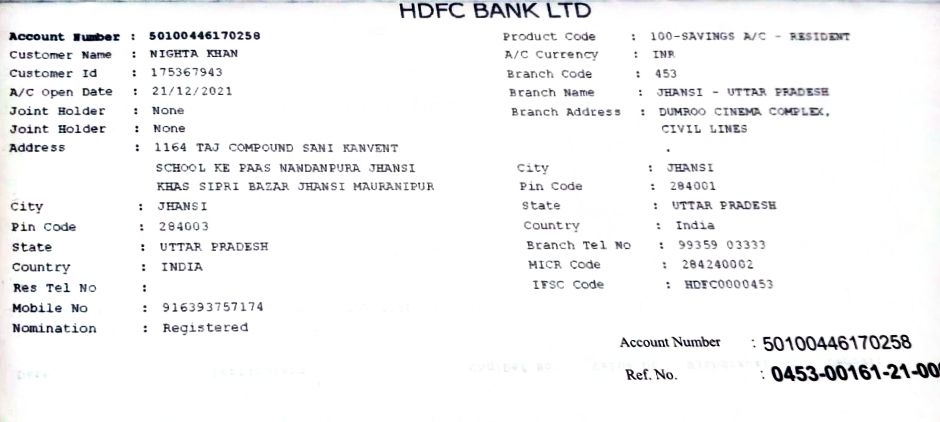 HDFC BANK LTD
Account Number : 50100446170258
Customer Name : NIGHTA KHAN
Customer Id : 175367943
A/C Open Date : 21/12/2021
Joint Holder : None
Joint Holder : None
Address : 1164 TAJ COMPOUND SANI KANVENT
SCHOOL KE PAAS NANDANPURA JHANSI
KHAS SIPRI BAZAR JHANSI MAURANIPUR
City : JHANSI
Pin Code : 284003
State : UTTAR PRADESH
Country : INDIA
Res Tel No :
Mobile No : 916393757174
Nomination : Registered
Product Code : 100-SAVINGS A/C - RESIDENT
A/C Currency : INR
Branch Code : 453
Branch Name : JHANSI - UTTAR PRADESH
Branch Address : DUMROO CINEMA COMPLEX,
CIVIL LINES
.
City : JHANSI
Pin Code : 284001
State : UTTAR PRADESH
Country : India
Branch Tel No : 99359 03333
MICR Code : 284240002
IFSC Code : HDFC0000453
Account Number : 50100446170258
Ref. No. : 0453-00161-21-00